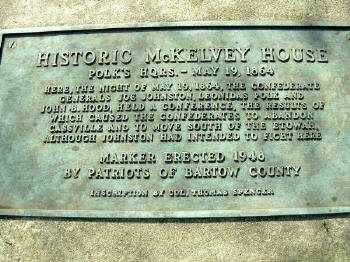 HISTORIC McKELVEY HOUSE
POLK'S HQRS. - MAY 19, 1864
HERE, THE NIGHT OF MAY 19, 1864, THE CONFEDERATE
GENERALS JOE JOHNSTON, LEONIDAS POLK AND
JOHN B. HOOD, HELD A CONFERENCE, THE RESULTS OF
WHICH CAUSED THE CONFEDERATES TO ABANDON
CASSVILLE AND TO MOVE SOUTH OF THE ETOWAH,
ALTHOUGH JOHNSTON HAD INTENDED TO FIGHT HERE
MARKER ERECTED 1948
BY PATRIOTS OF BARTOW COUNTY
INSCRIPTION BY COL. THOMAS SPENCER